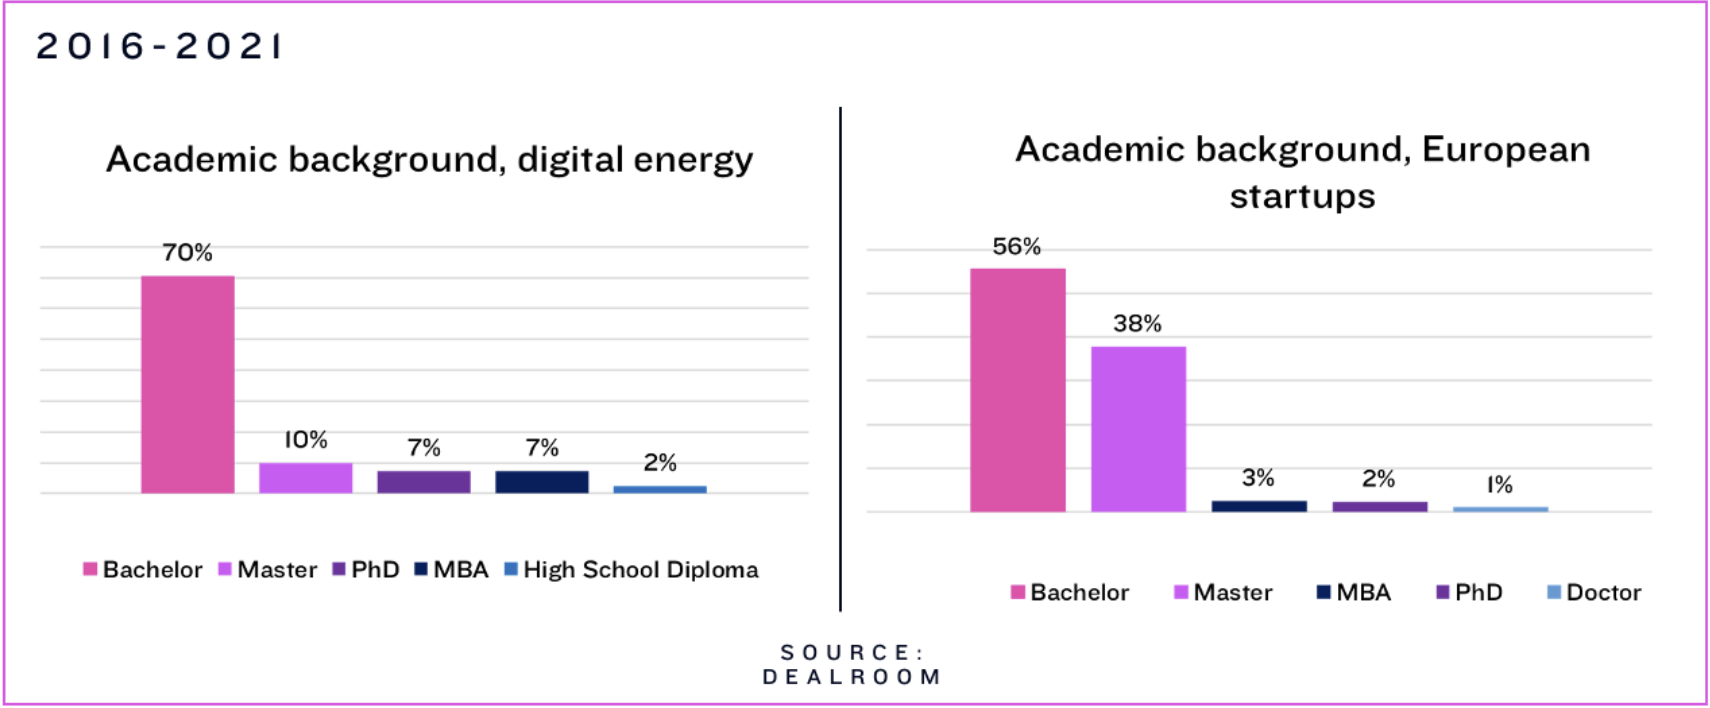 2016-2021
Academic background, digital energy
70%
10%
7%
7%
2%
Bachelor Master PhD MBA High School Diploma
Academic background, European
startups
56%
38%
3%
2%
1%
Bachelor Master MBA PhD Doctor
SOURCE:
DEALROOM